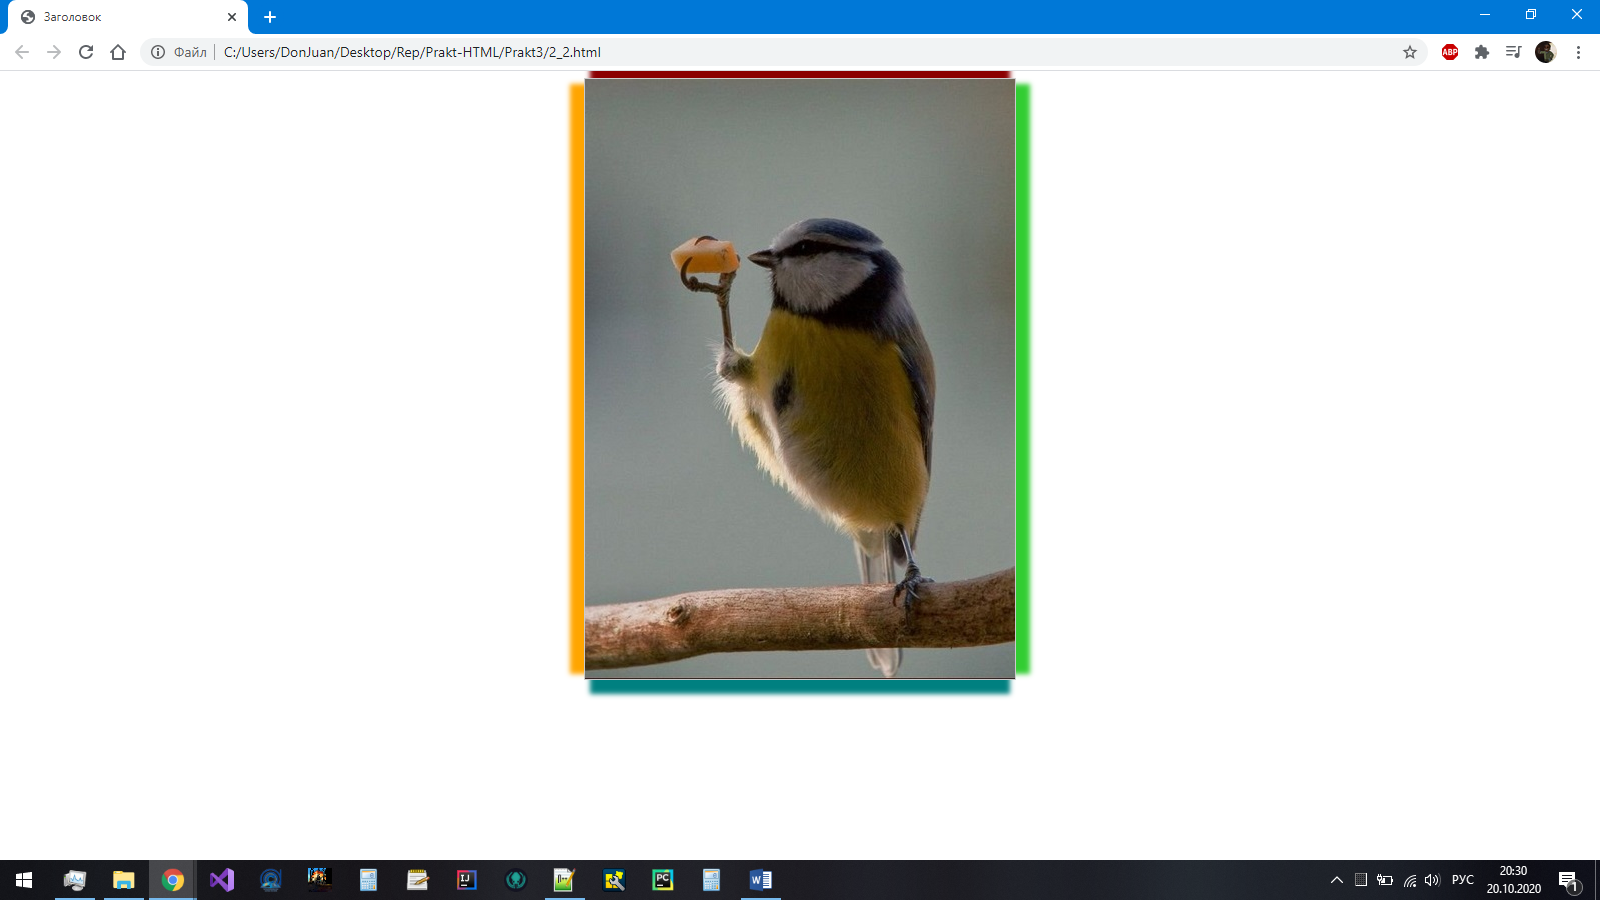 Заголовок
Файл
C:/Users/DonJuan/Desktop/Rep/Prakt-HTML/Prakt3/2_2.html
ABP
IJ
PC
W
РУС
20:30
20.10.2020
1